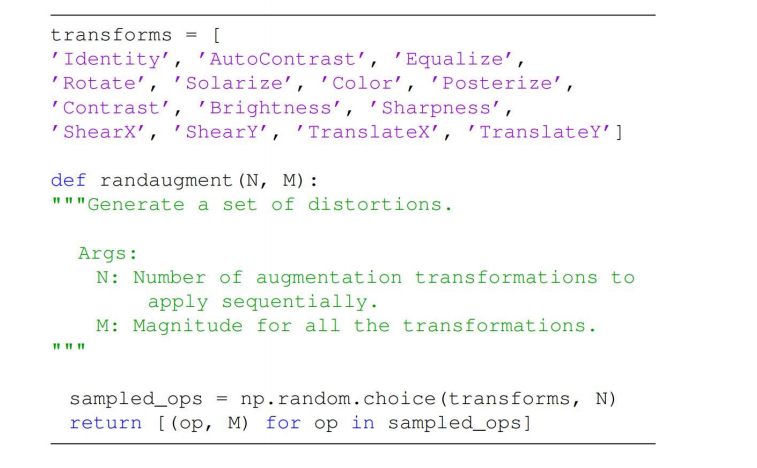 transforms = [
'Identity', 'AutoContrast', 'Equalize',
'Rotate', 'Solarize', 'Color', 'Posterize',
'Contrast', 'Brightness', 'Sharpness',
'ShearX', 'ShearY', 'TranslateX', 'TranslateY']
def randaugment(N, M):
"""Generate a set of distortions.
Args:
N: Number of augmentation transformations to
apply sequentially.
M: Magnitude for all the transformations.
"""
sampled_ops = np.random.choice(transforms, N)
return [(op, M) for op in sampled_ops]